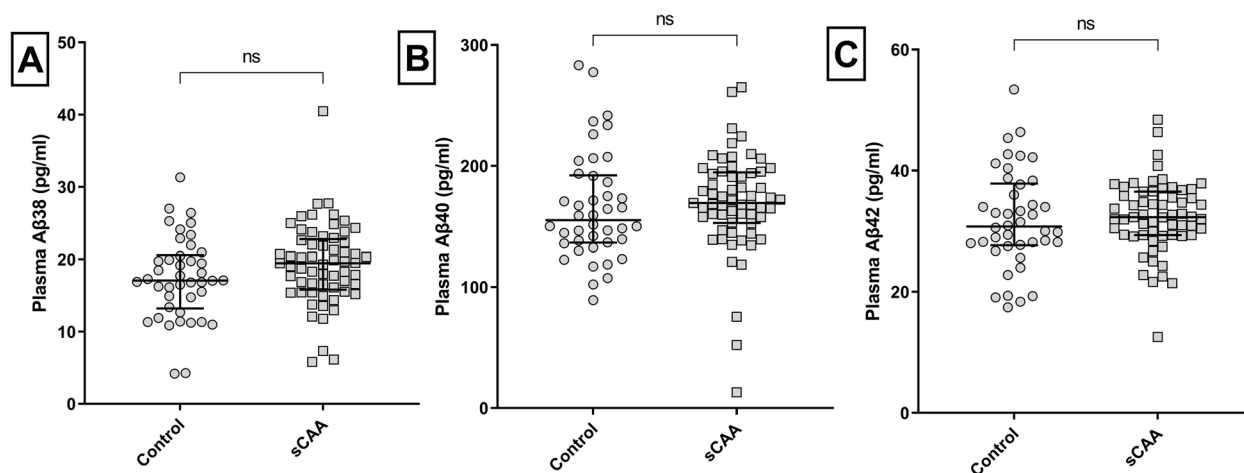 A
Plasma Aβ38 (pg/ml)
50
40
30
20
10
0
ns
Control
sCAA
B
Plasma Aβ40 (pg/ml)
300
200
100
0
ns
Control
sCAA
C
Plasma Aβ42 (pg/ml)
60
40
20
0
ns
Control
sCAA